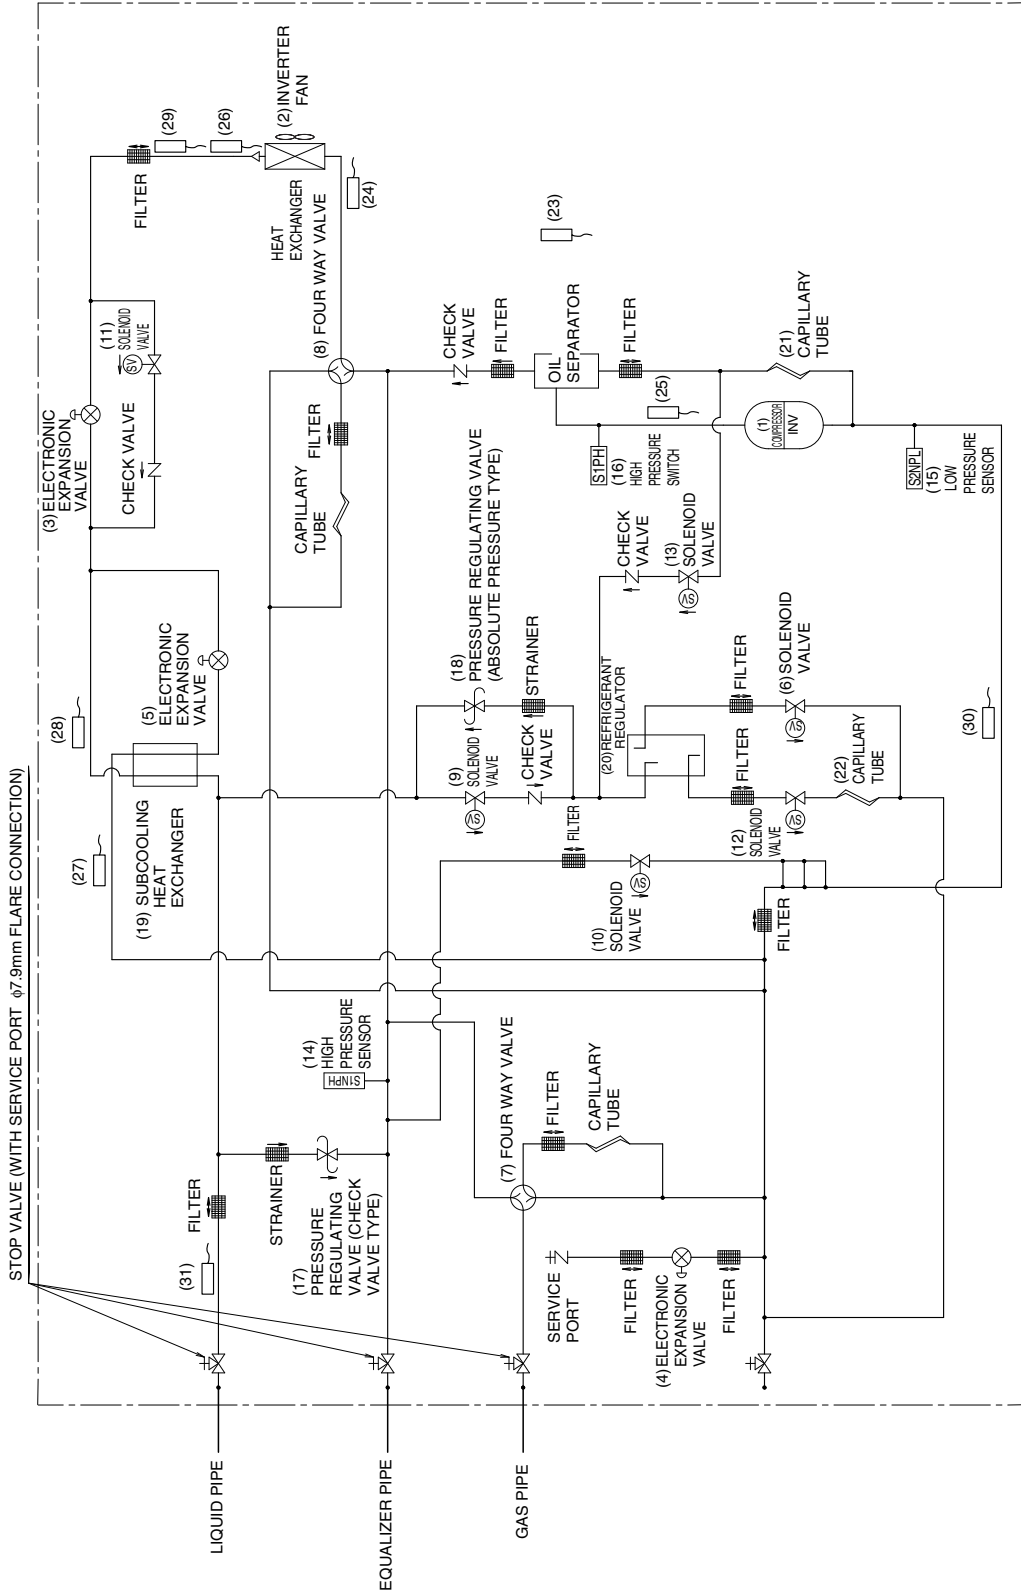 STOP VALVE (WITH SERVICE PORT φ7.9mm FLARE CONNECTION)
LIQUID PIPE
EQUALIZER PIPE
GAS PIPE
(31)
FILTER
(27)
(28)
(19) SUBCOOLING
HEAT
EXCHANGER
(5)
ELECTRONIC
EXPANSION
VALVE
(3) ELECTRONIC
EXPANSION
VALVE
CHECK VALVE
(11)
SOLENOID
VALVE
SV
FILTER
(29)
(26)
(2) INVERTER
FAN
HEAT
EXCHANGER
(24)
(8) FOUR WAY VALVE
FILTER
CAPILLARY
TUBE
STRAINER
(17)
PRESSURE
REGULATING
VALVE (CHECK
VALVE TYPE)
(14)
HIGH
PRESSURE
SENSOR
S1NPH
(9)
SOLENOID
VALVE
SV
CHECK
VALVE
(18)
PRESSURE REGULATING VALVE
(ABSOLUTE PRESSURE TYPE)
STRAINER
CHECK
VALVE
FILTER
OIL
SEPARATOR
FILTER
(23)
(25)
(21)
CAPILLARY
TUBE
S1PH
(16)
HIGH
PRESSURE
SWITCH
(1)
COMPRESSOR
INV
S2NPL
(15)
LOW
PRESSURE
SENSOR
CHECK
VALVE
(13)
SOLENOID
VALVE
SV
(20) REFRIGERANT
REGULATOR
FILTER
(6) SOLENOID
VALVE
SV
FILTER
(12)
SOLENOID
VALVE
SV
(22)
CAPILLARY
TUBE
(30)
FILTER
(10)
SOLENOID
VALVE
SV
FILTER
(7) FOUR WAY VALVE
FILTER
CAPILLARY
TUBE
SERVICE
PORT
FILTER
(4) ELECTRONIC
EXPANSION
VALVE
FILTER